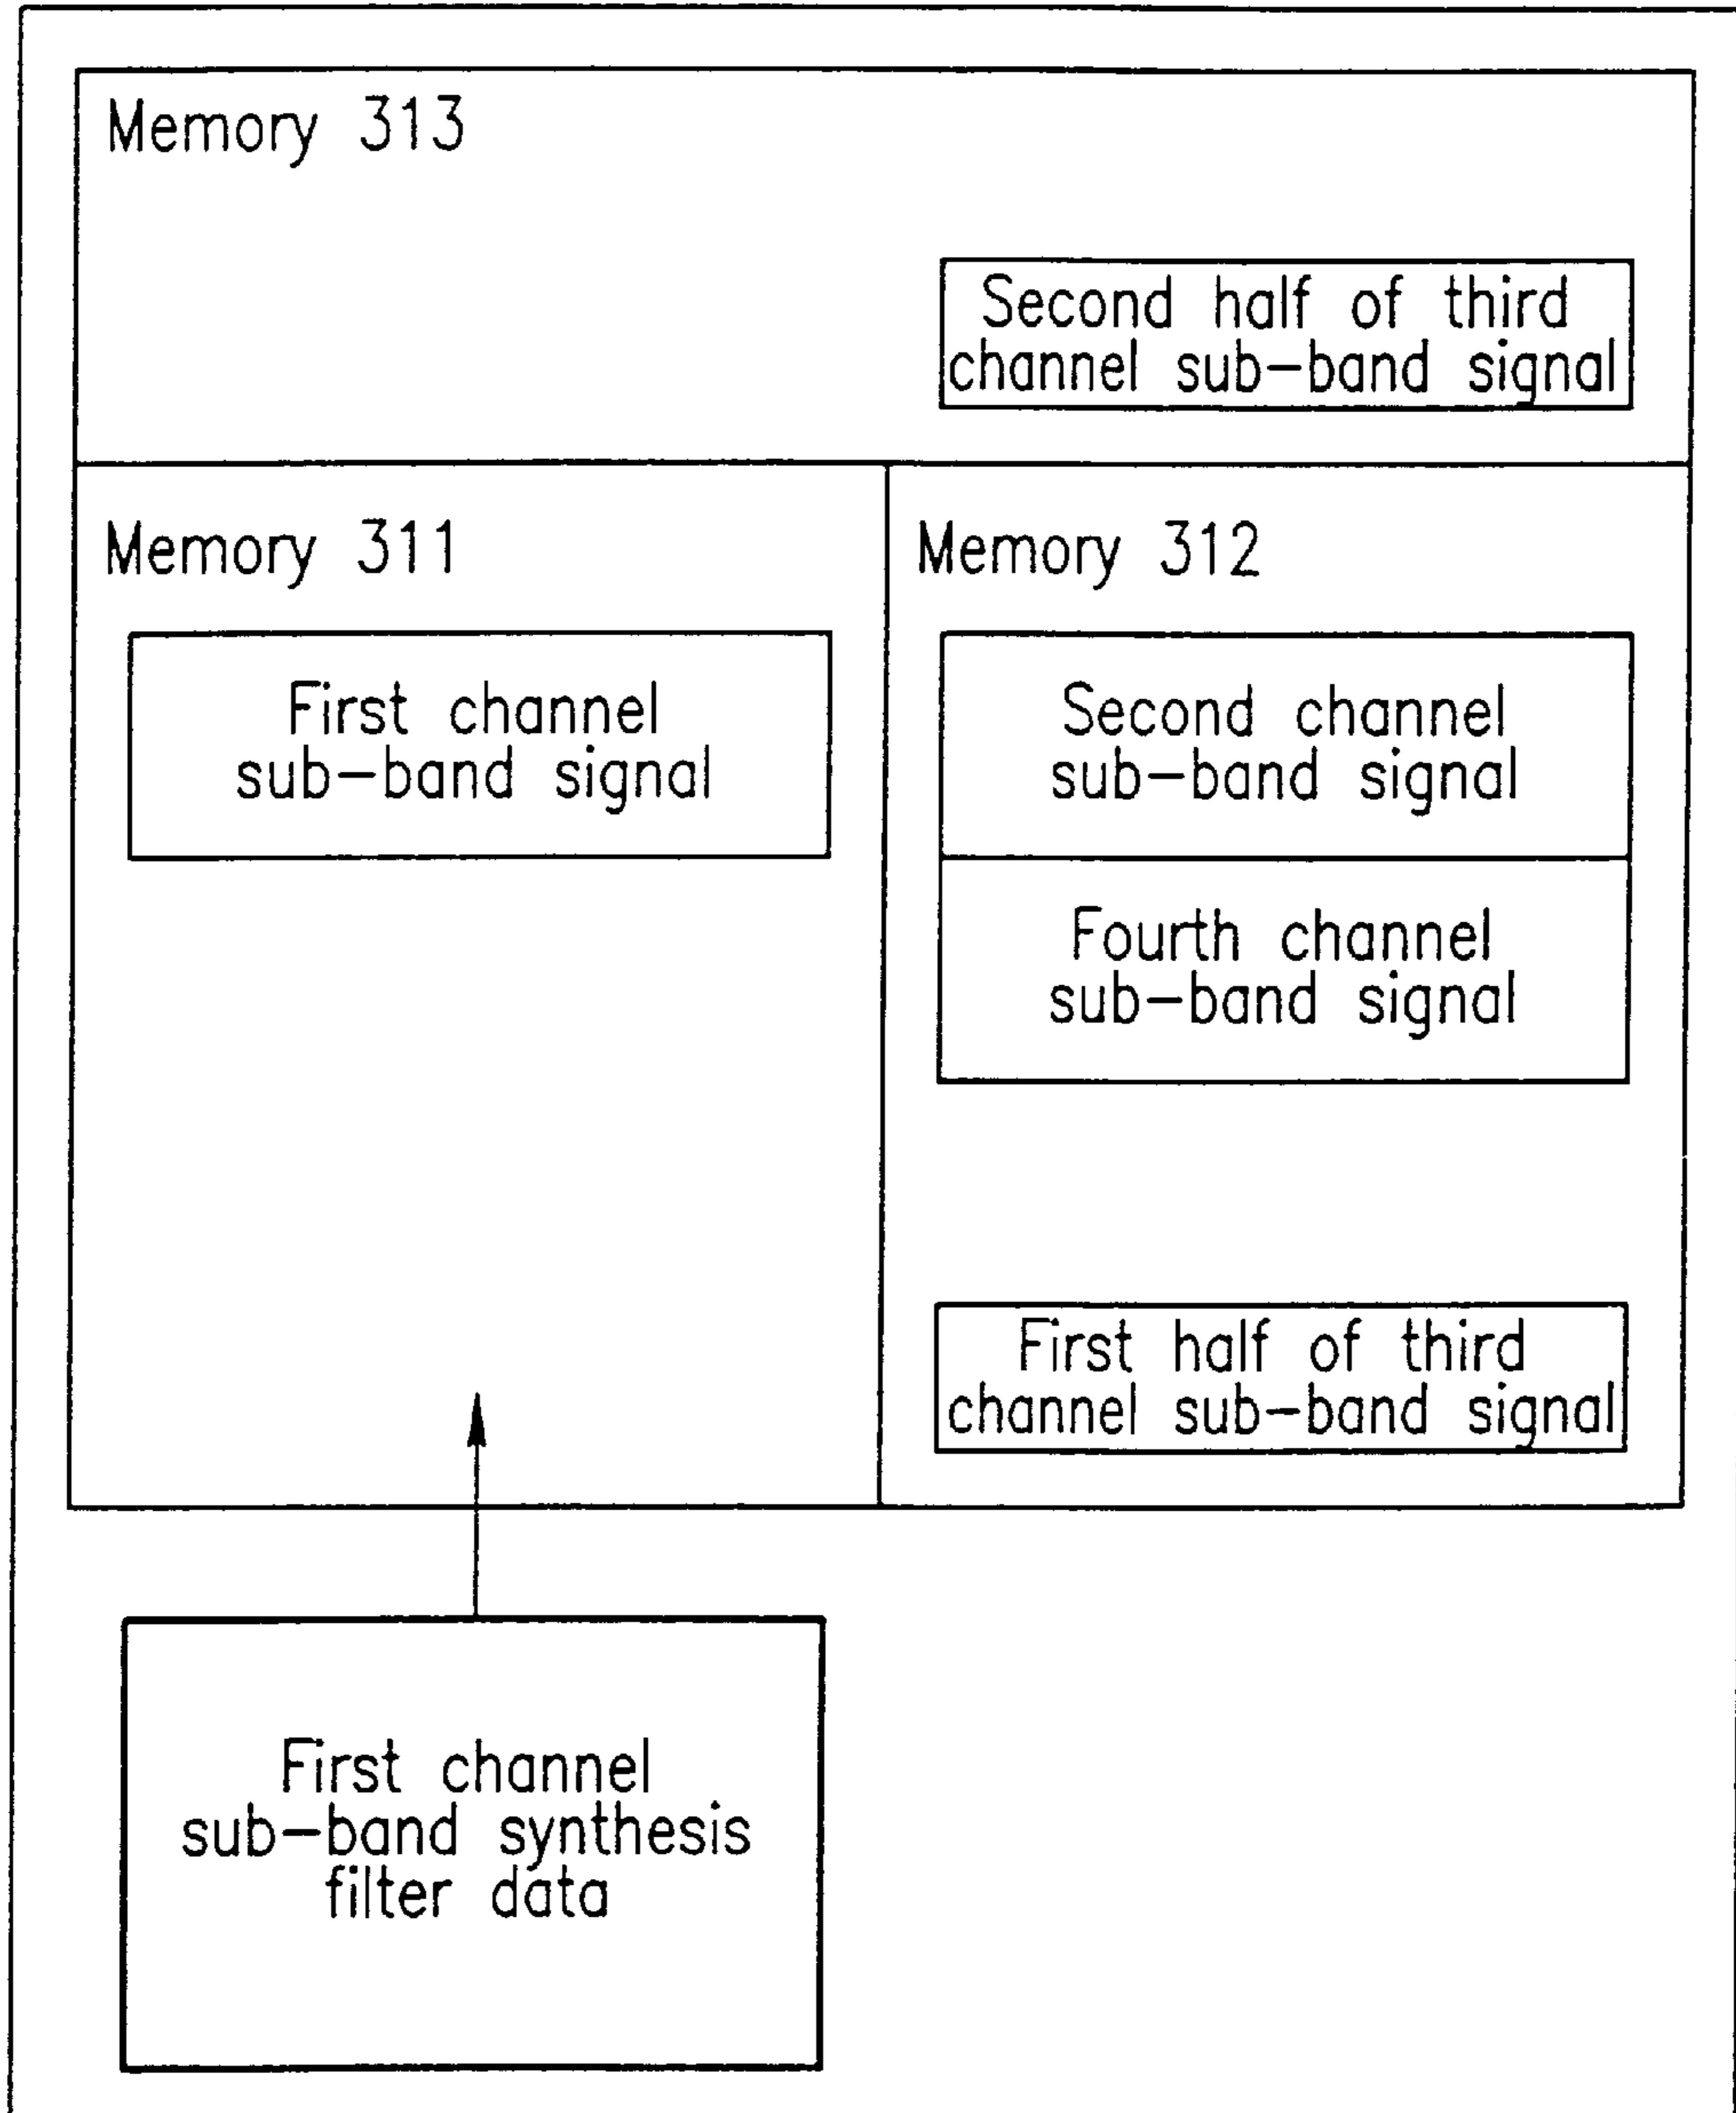 Memory 313
Second half of third
channel sub-band signal
Memory 311
First channel
sub-band signal
Memory 312
Second channel
sub-band signal
Fourth channel
sub-band signal
First half of third
channel sub-band signal
First channel
sub-band synthesis
filter data